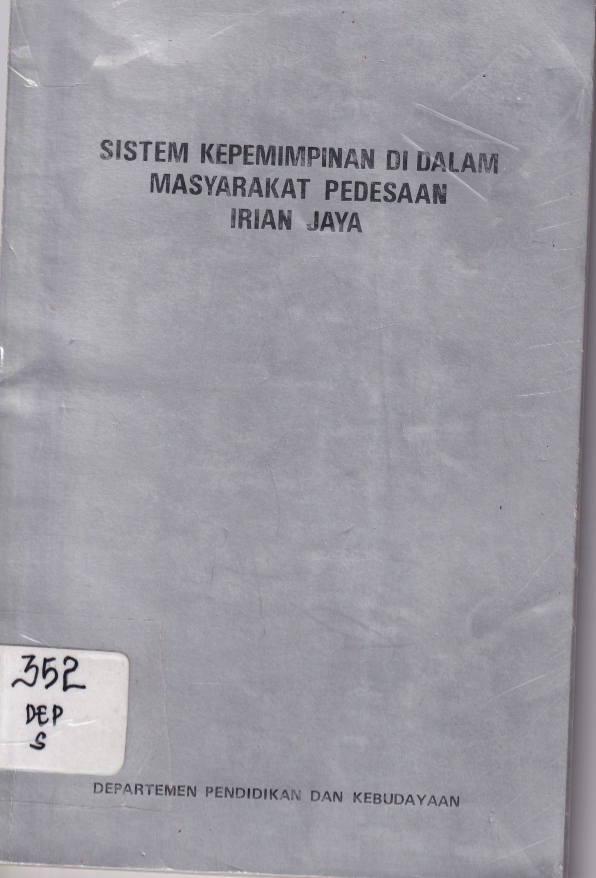 SISTEM KEPEMIMPINAN DI DALAM
MASYARAKAT PEDESAAN
IRIAN JAYA
352
DEP
S
DEPARTEMEN PENDIDIKAN DAN KEBUDAYAAN